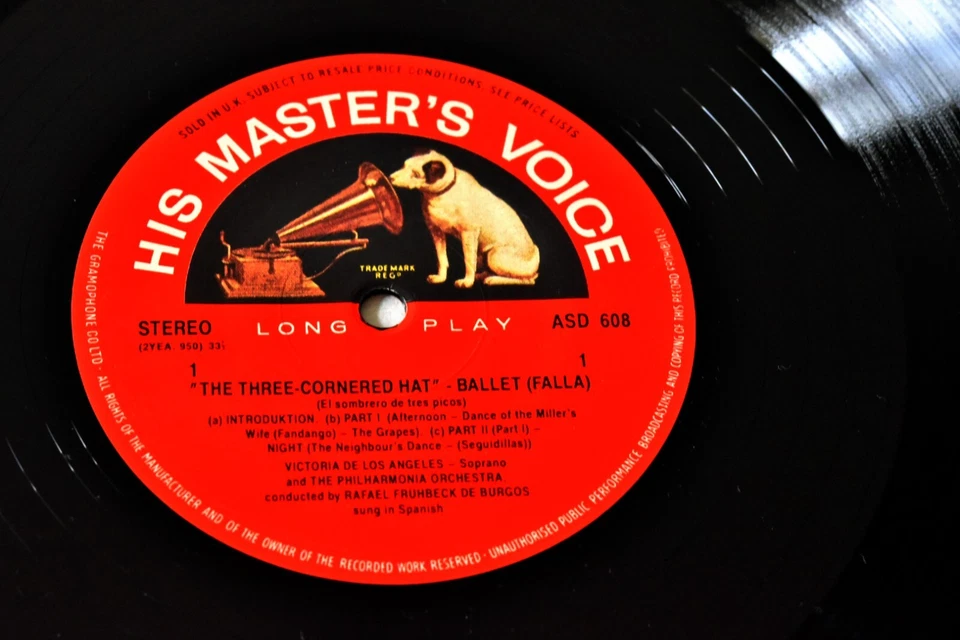 SOLD IN U.K. SUBJECT TO RESALE PRICE CONDITIONS, SEE PRICE LISTS
HIS MASTER'S VOICE
TRADE MARK
REGD
STEREO
LONG PLAY
ASD 608
(2YEA. 950) 33⅓
1
1
"THE THREE-CORNERED HAT" - BALLET (FALLA)
(El sombrero de tres picos)
(a) INTRODUKTION. (b) PART I (Afternoon – Dance of the Miller's
Wife (Fandango) – The Grapes). (c) PART II (Part I) –
NIGHT (The Neighbour's Dance – (Seguidillas))
VICTORIA DE LOS ANGELES – Soprano
and THE PHILHARMONIA ORCHESTRA,
conducted by RAFAEL FRUHBECK DE BURGOS
sung in Spanish
THE GRAMOPHONE CO LTD · ALL RIGHTS OF THE MANUFACTURER AND OF THE OWNER OF THE RECORDED WORK RESERVED · UNAUTHORISED PUBLIC PERFORMANCE BROADCASTING AND COPYING OF THIS RECORD PROHIBITED